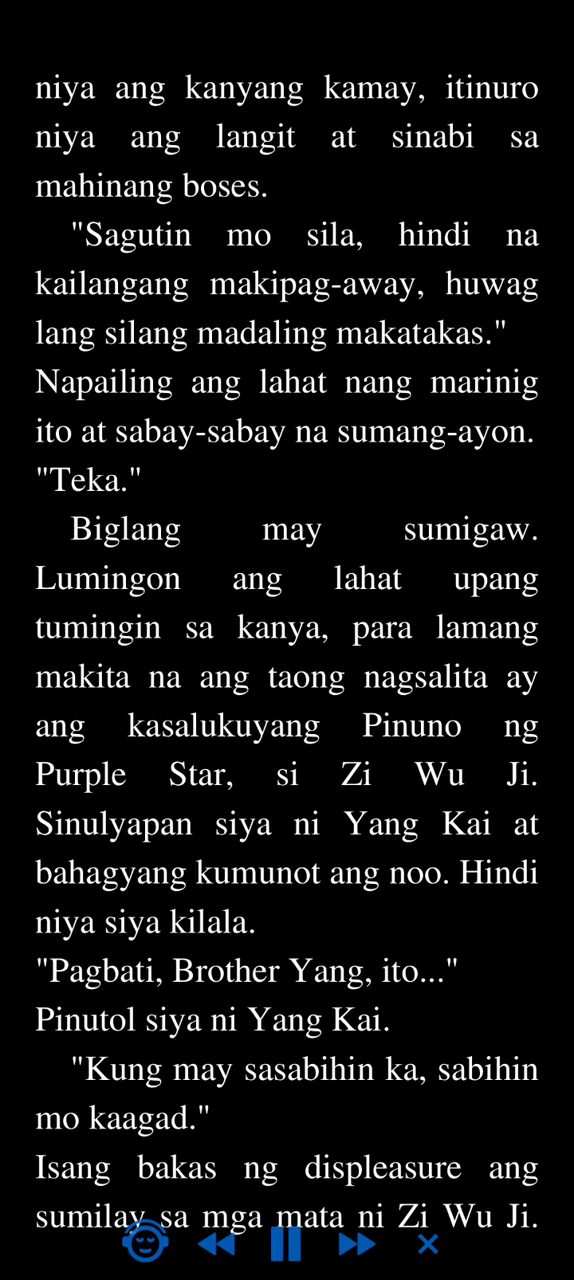 niya ang kanyang kamay, itinuro
niya ang langit at sinabi sa
mahinang boses.
"Sagutin mo sila, hindi na
kailangang makipag-away, huwag
lang silang madaling makatakas."
Napailing ang lahat nang marinig
ito at sabay-sabay na sumang-ayon.
"Teka."
Biglang may sumigaw.
Lumingon ang lahat upang
tumingin sa kanya, para lamang
makita na ang taong nagsalita ay
ang kasalukuyang Pinuno ng
Purple Star, si Zi Wu Ji.
Sinulyapan siya ni Yang Kai at
bahagyang kumunot ang noo. Hindi
niya siya kilala.
"Pagbati, Brother Yang, ito..."
Pinutol siya ni Yang Kai.
"Kung may sasabihin ka, sabihin
mo kaagad."
Isang bakas ng displeasure ang
sumilay sa mga mata ni Zi Wu Ji.